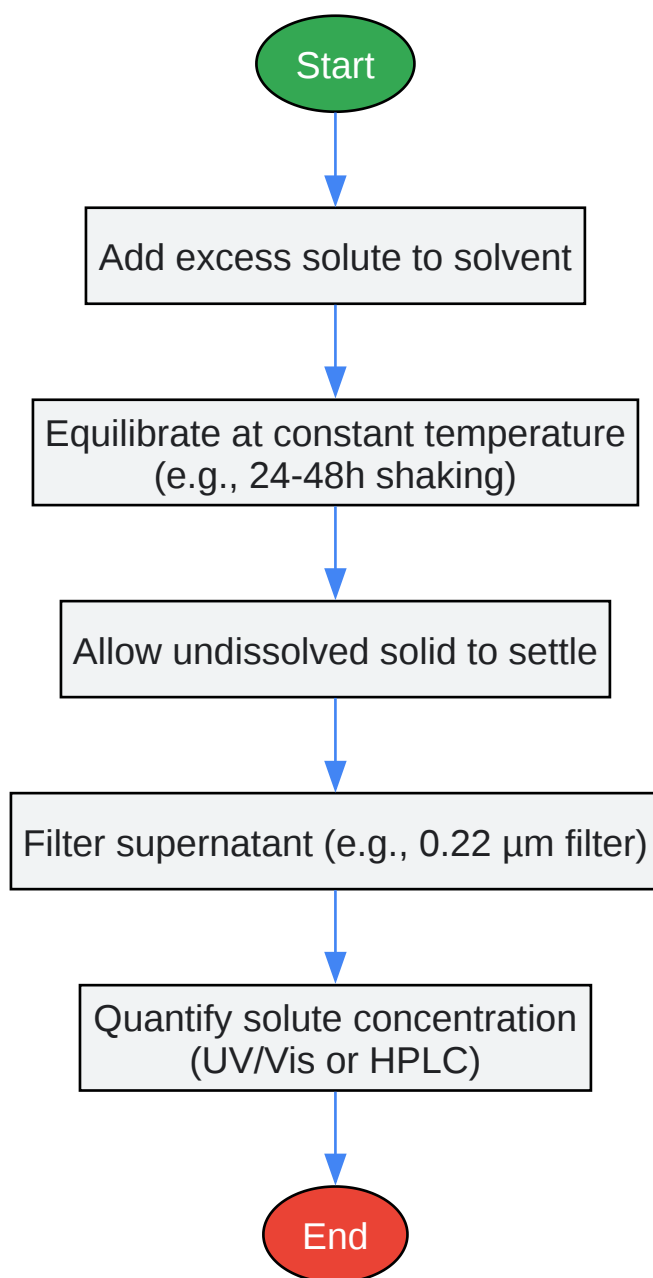 Start
Add excess solute to solvent
Equilibrate at constant temperature
(e.g., 24-48h shaking)
Allow undissolved solid to settle
Filter supernatant (e.g., 0.22 µm filter)
Quantify solute concentration
(UV/Vis or HPLC)
End